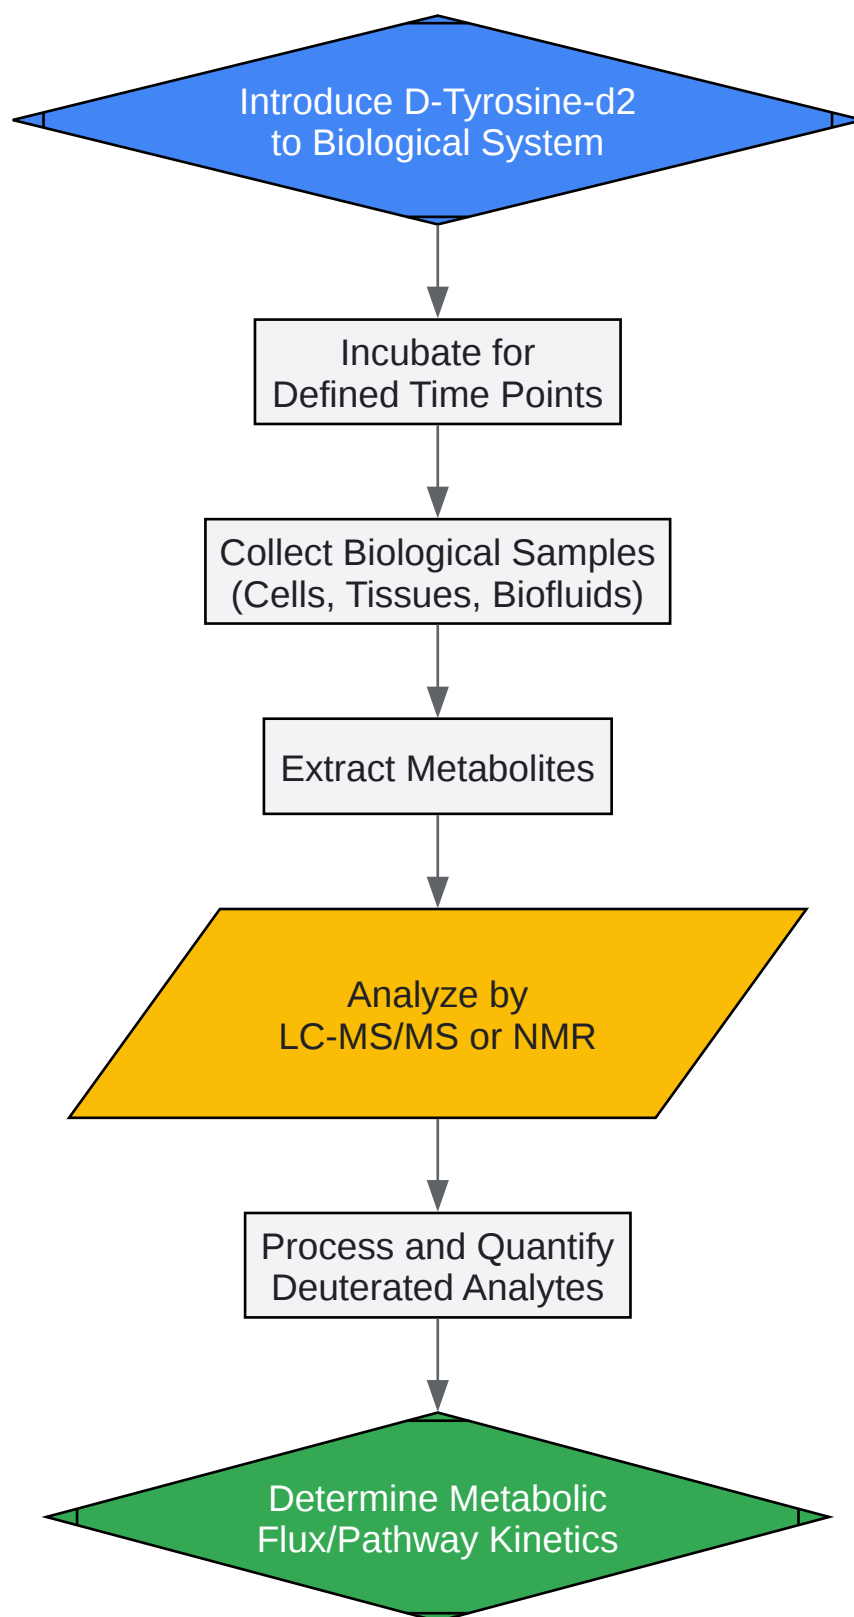 Introduce D-Tyrosine-d2
to Biological System
Incubate for
Defined Time Points
Collect Biological Samples
(Cells, Tissues, Biofluids)
Extract Metabolites
Analyze by
LC-MS/MS or NMR
Process and Quantify
Deuterated Analytes
Determine Metabolic
Flux/Pathway Kinetics